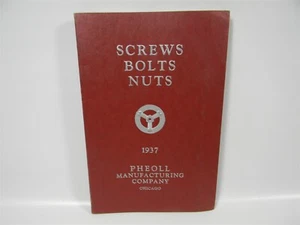 SCREWS
BOLTS
NUTS
1937
PHEOLL
MANUFACTURING
COMPANY
CHICAGO